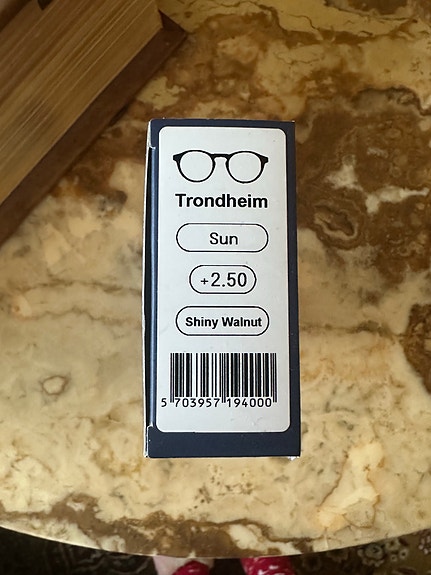 Trondheim
Sun
+2.50
Shiny Walnut
5 703957 194000